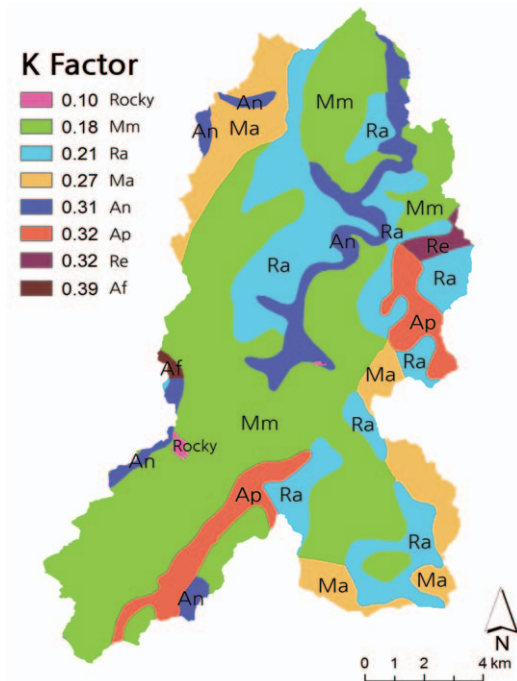 K Factor
0.10 Rocky
0.18 Mm
0.21 Ra
0.27 Ma
0.31 An
0.32 Ap
0.32 Re
0.39 Af
An
Mm
An
Ma
Ra
Mm
An
Ra
Re
Ra
Ra
Ap
Af
Ma
Ra
Mm
Ra
Rocky
An
Ap
Ra
Ra
An
Ma
Ma
N
0 1 2 4 km